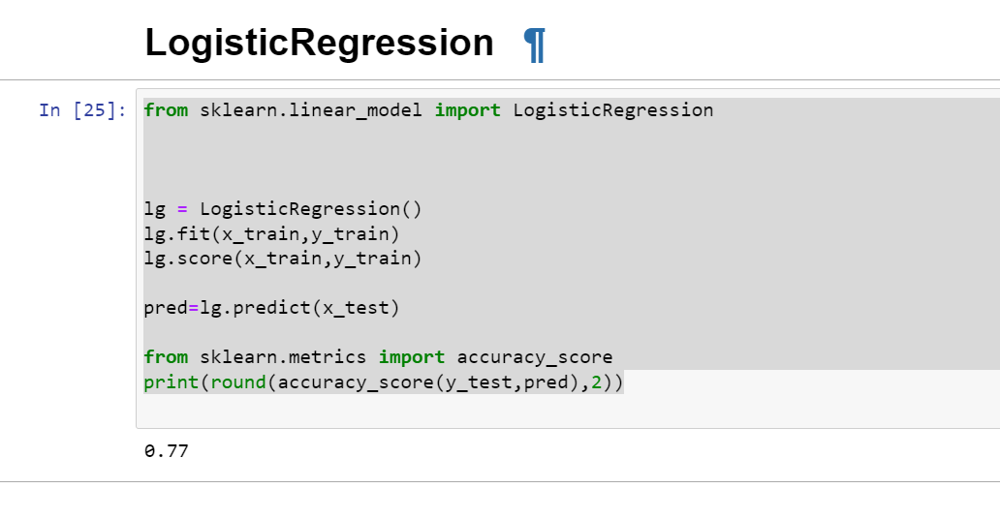 LogisticRegression ¶
In [25]: from sklearn.linear_model import LogisticRegression
lg = LogisticRegression()
lg.fit(x_train,y_train)
lg.score(x_train,y_train)
pred=lg.predict(x_test)
from sklearn.metrics import accuracy_score
print(round(accuracy_score(y_test,pred),2))
0.77